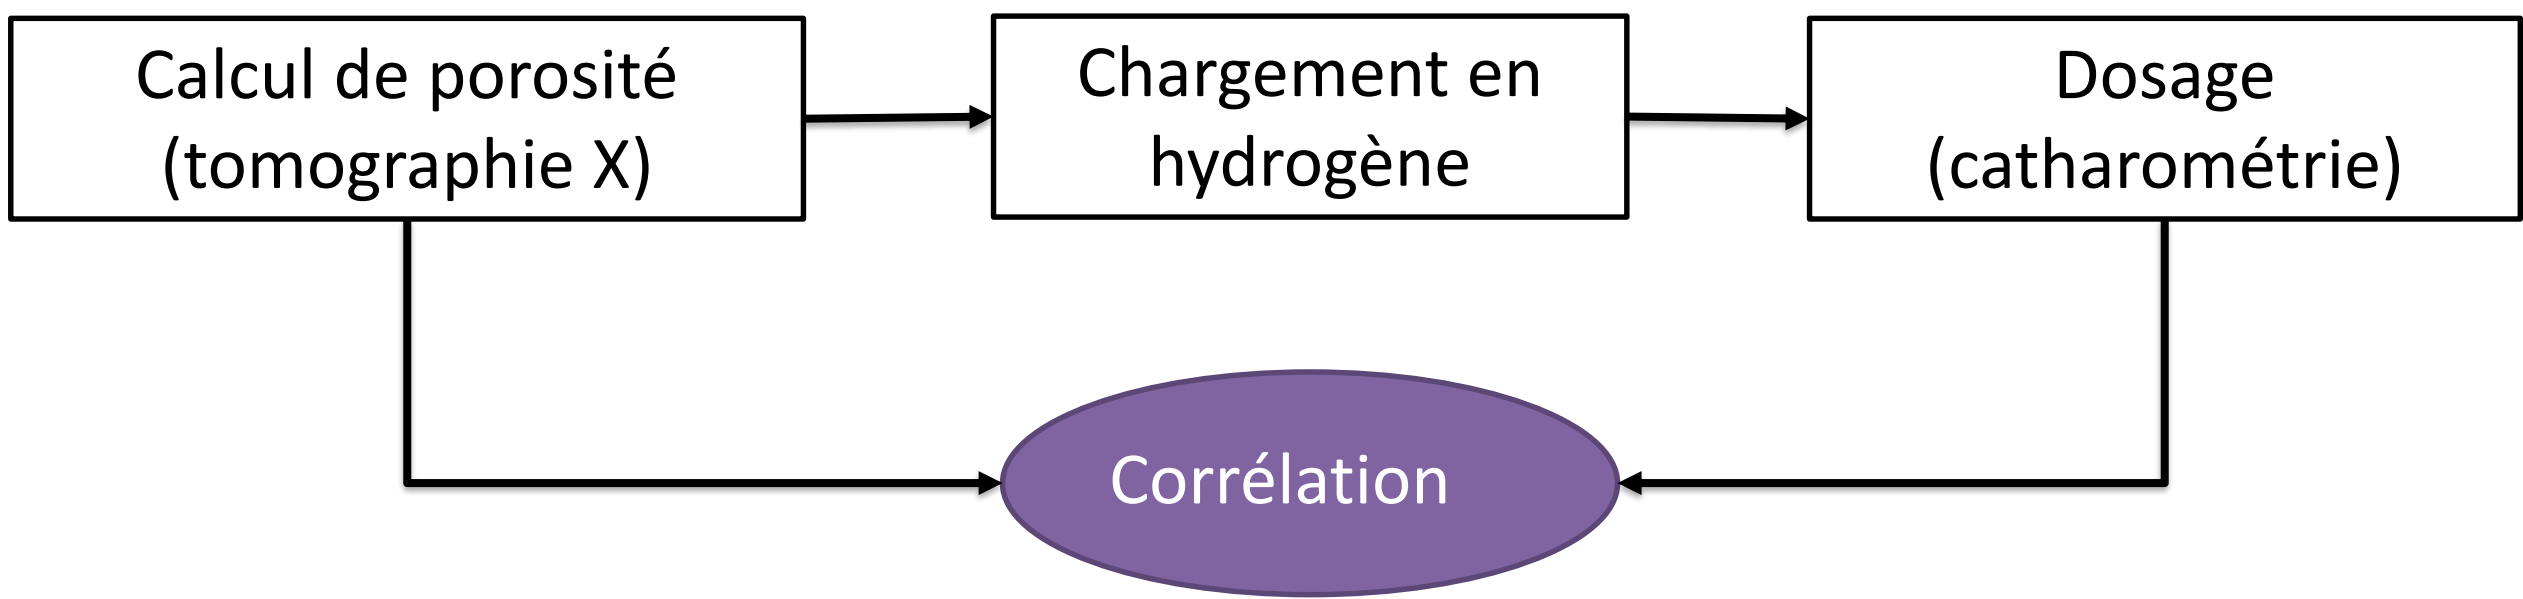 Calcul de porosité
(tomographie X)
Chargement en
hydrogène
Dosage
(catharométrie)
Corrélation